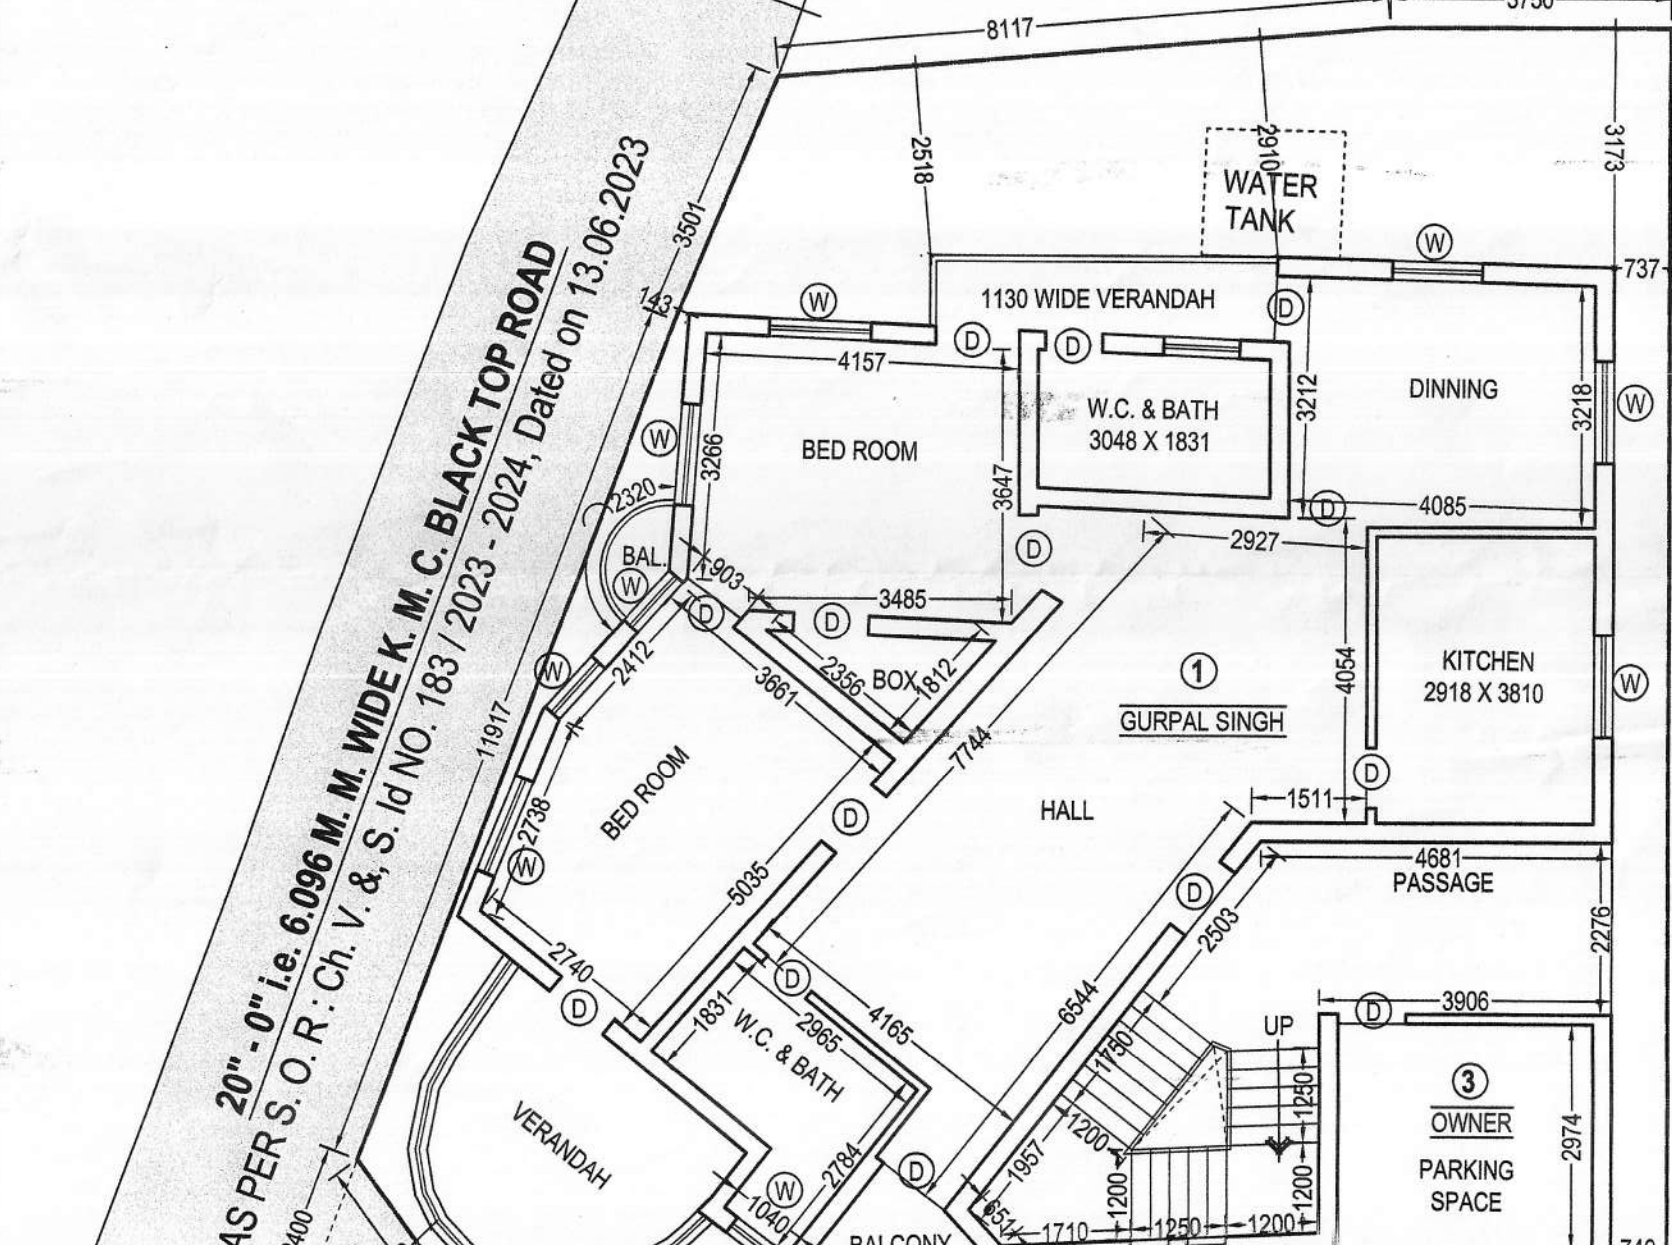 8117
3750
2518
2910
3173
WATER
TANK
W
737
3501
143
20" - 0" i.e. 6.096 M. M. WIDE K. M. C. BLACK TOP ROAD
AS PER S. O. R : Ch. V. &, S. Id NO. 183 / 2023 - 2024, Dated on 13.06.2023
W
1130 WIDE VERANDAH
D
D
D
4157
W.C. & BATH
3048 X 1831
3212
DINNING
3218
W
W
3266
BED ROOM
3647
2320
D
4085
BAL.
W
903
D
2927
3485
D
D
W
2412
3661
2356
BOX
1812
7744
1
GURPAL SINGH
4054
KITCHEN
2918 X 3810
W
11917
BED ROOM
2738
W
HALL
D
1511
D
4681
PASSAGE
5035
D
2503
2276
2740
D
D
1831
2965
W.C. & BATH
4165
6544
1750
UP
D
3906
1250
3
OWNER
PARKING
SPACE
2974
VERANDAH
1200
1957
2784
D
W
1040
1200
1200
651
1710
1250
1200
BALCONY